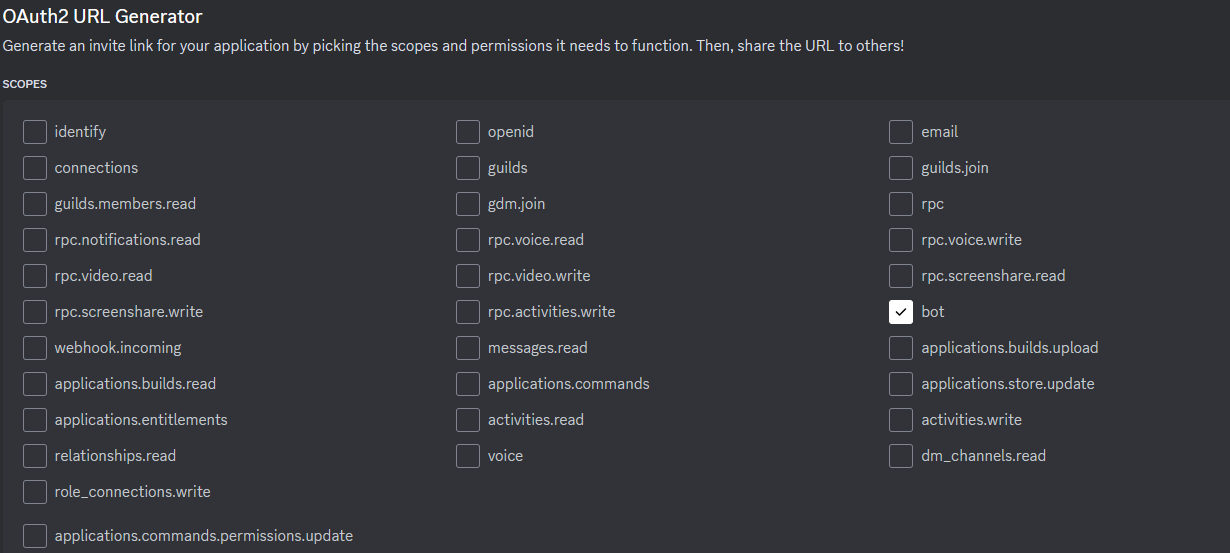 OAuth2 URL Generator
Generate an invite link for your application by picking the scopes and permissions it needs to function. Then, share the URL to others!
SCOPES
identify
openid
email
connections
guilds
guilds.join
guilds.members.read
gdm.join
rpc
rpc.notifications.read
rpc.voice.read
rpc.voice.write
rpc.video.read
rpc.video.write
rpc.screenshare.read
rpc.screenshare.write
rpc.activities.write
bot
webhook.incoming
messages.read
applications.builds.upload
applications.builds.read
applications.commands
applications.store.update
applications.entitlements
activities.read
activities.write
relationships.read
voice
dm_channels.read
role_connections.write
applications.commands.permissions.update